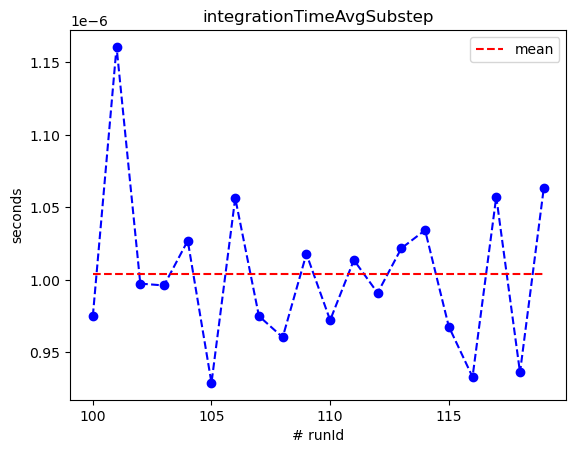 integrationTimeAvgSubstep
1e−6
mean
1.15
1.10
1.05
1.00
0.95
seconds
100
105
110
115
# runId